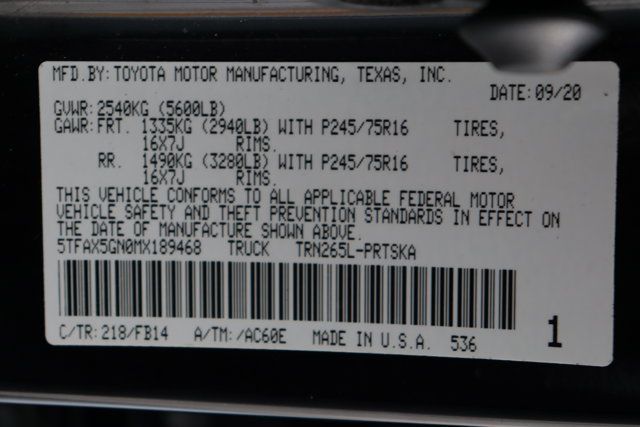 MFD.BY: TOYOTA MOTOR MANUFACTURING, TEXAS, INC.
DATE: 09/20
GVWR: 2540KG (5600LB)
GAWR: FRT. 1335KG (2940LB) WITH P245/75R16 TIRES,
16X7J RIMS.
RR. 1490KG (3280LB) WITH P245/75R16 TIRES,
16X7J RIMS.
THIS VEHICLE CONFORMS TO ALL APPLICABLE FEDERAL MOTOR
VEHICLE SAFETY AND THEFT PREVENTION STANDARDS IN EFFECT ON
THE DATE OF MANUFACTURE SHOWN ABOVE.
5TFAX5GN0MX189468 TRUCK TRN265L-PRTSKA
C/TR: 218/FB14 A/TM: /AC60E MADE IN U.S.A. 536 1